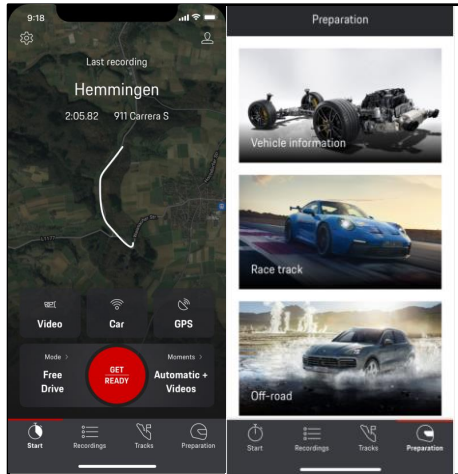 9:18
Last recording
Hemmingen
2:05.82 911 Carrera S
Video Car GPS
Mode > Moments >
Free
Drive
GET
READY
Automatic +
Videos
Start Recordings Tracks Preparation
Preparation
Vehicle information
Race track
Off-road
Start Recordings Tracks Preparation